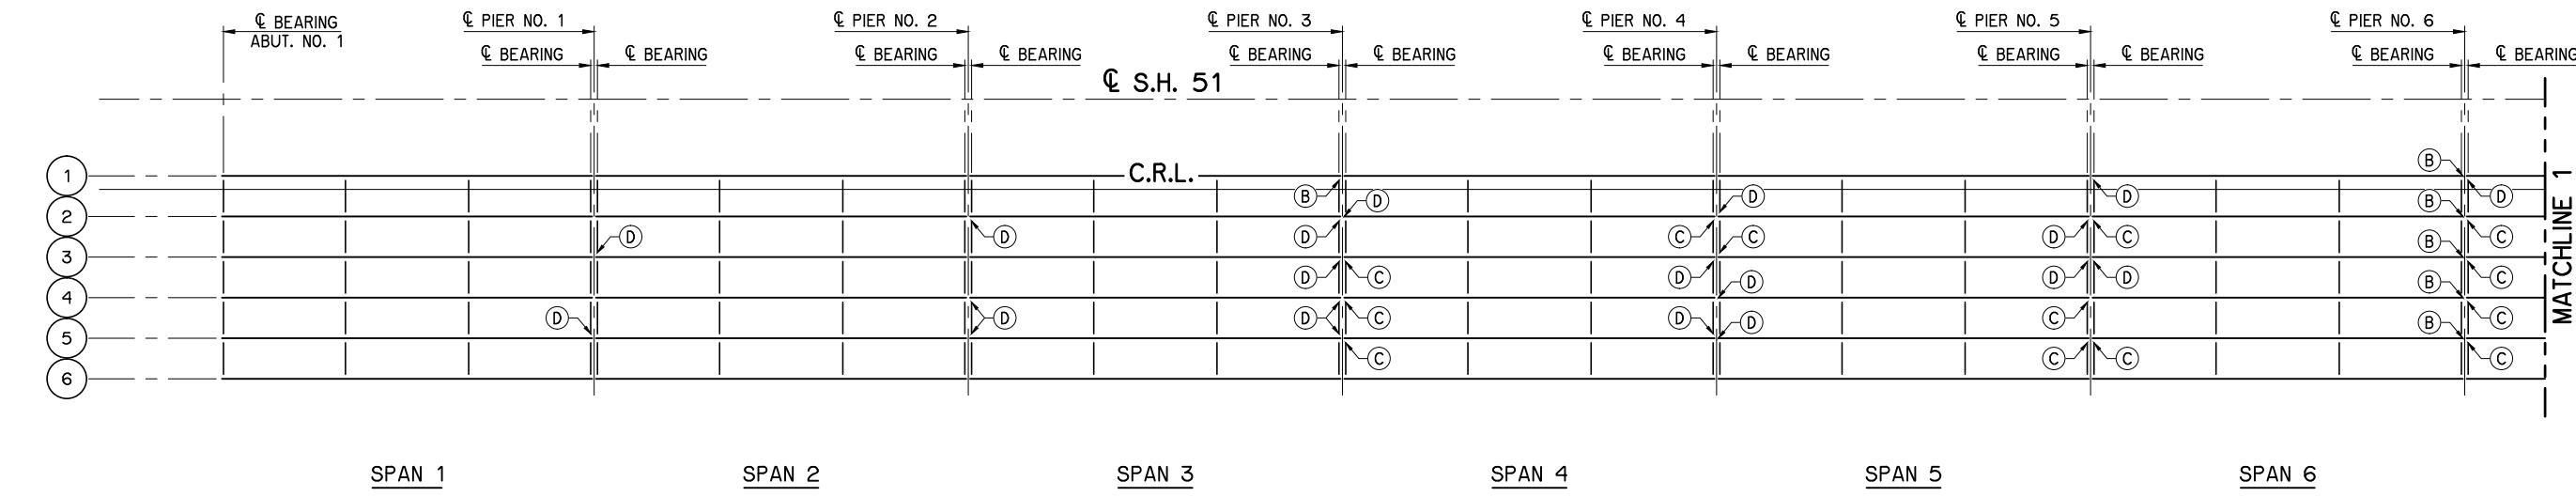 ℄ BEARING
ABUT. NO. 1
℄ PIER NO. 1
℄ PIER NO. 2
℄ PIER NO. 3
℄ PIER NO. 4
℄ PIER NO. 5
℄ PIER NO. 6
℄ BEARING ℄ BEARING
℄ BEARING ℄ BEARING
℄ BEARING ℄ BEARING
℄ BEARING ℄ BEARING
℄ BEARING ℄ BEARING
℄ BEARING ℄ BEARING
℄ S.H. 51
B
1 C.R.L.
B D D D B D
2 D
D D D C C D C B C
3
D C D D D D B C
4
D D D C D D C B C
5
C C C C
6
MATCHLINE 1
SPAN 1 SPAN 2 SPAN 3 SPAN 4 SPAN 5 SPAN 6